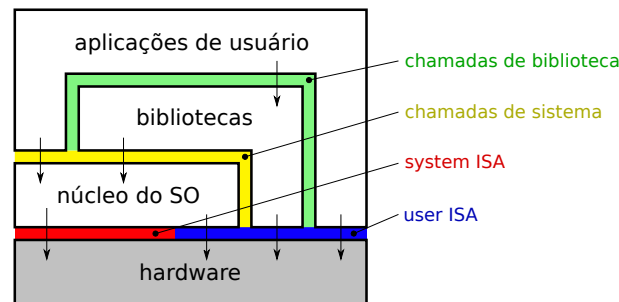 aplicações de usuário
chamadas de biblioteca
bibliotecas
chamadas de sistema
system ISA
núcleo do SO
user ISA
hardware